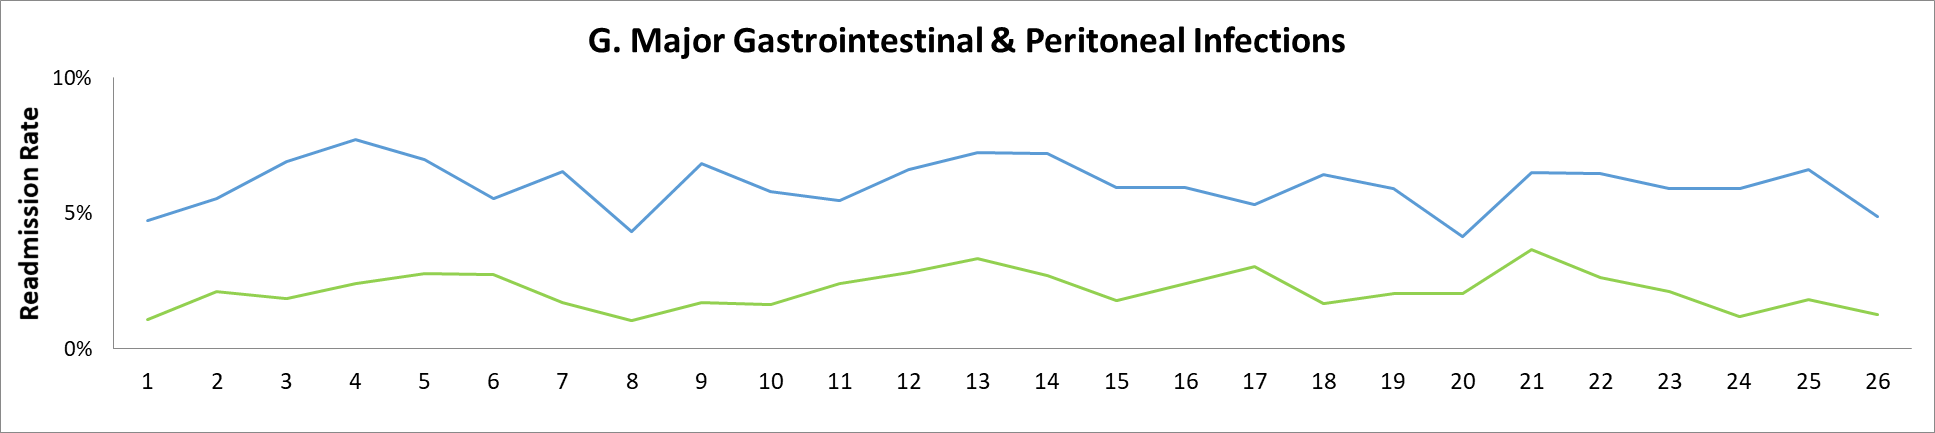 G. Major Gastrointestinal & Peritoneal Infections
Readmission Rate
10%
5%
0%
1 2 3 4 5 6 7 8 9 10 11 12 13 14 15 16 17 18 19 20 21 22 23 24 25 26